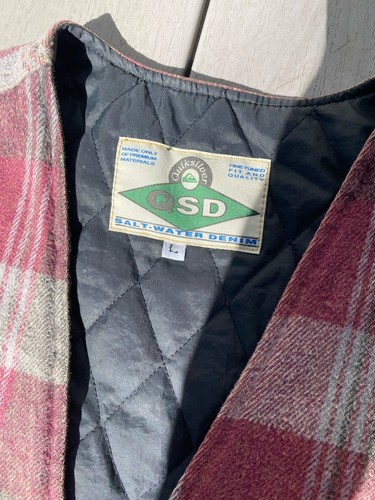 MADE ONLY
OF PREMIUM
MATERIALS
Quiksilver
FINE TUNED
FIT AND
QUALITY
QSD
SALT-WATER DENIM
L